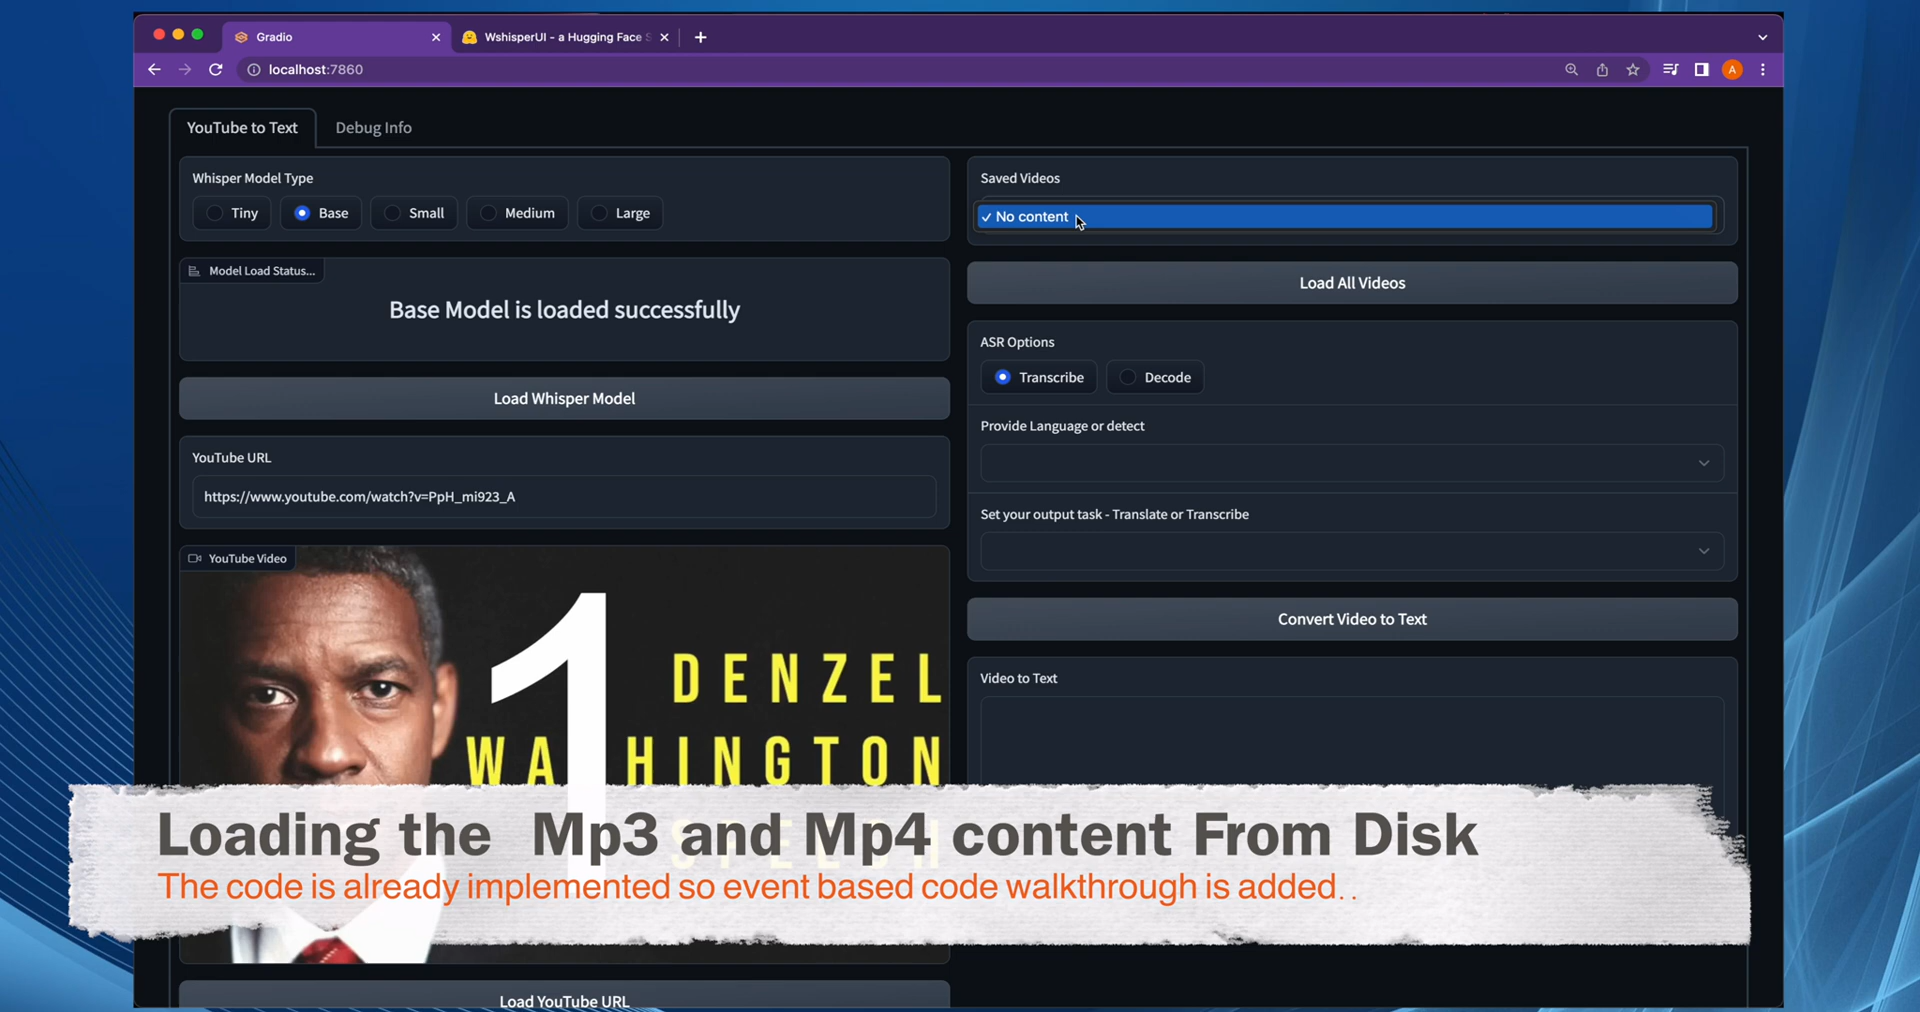 Gradio
WshisperUI - a Hugging Face S
localhost:7860
A
YouTube to Text
Debug Info
Whisper Model Type
Tiny
Base
Small
Medium
Large
Model Load Status...
Base Model is loaded successfully
Load Whisper Model
YouTube URL
https://www.youtube.com/watch?v=PpH_mi923_A
YouTube Video
1
DENZEL
WA HINGTON
Load YouTube URL
Saved Videos
✓ No content
Load All Videos
ASR Options
Transcribe
Decode
Provide Language or detect
Set your output task - Translate or Transcribe
Convert Video to Text
Video to Text
Loading the Mp3 and Mp4 content From Disk
The code is already implemented so event based code walkthrough is added. .